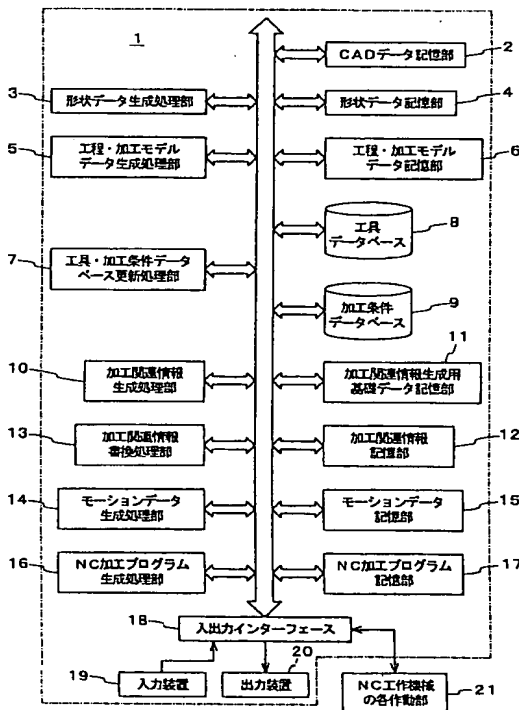 1
2
CADデータ記憶部
3
形状データ生成処理部
4
形状データ記憶部
5
工程・加工モデル
データ生成処理部
6
工程・加工モデル
データ記憶部
8
工具
データベース
7
工具・加工条件データ
ベース更新処理部
9
加工条件
データベース
10
加工関連情報
生成処理部
11
加工関連情報生成用
基礎データ記憶部
13
加工関連情報
書換処理部
12
加工関連情報
記憶部
14
モーションデータ
生成処理部
15
モーションデータ
記憶部
16
NC加工プログラム
生成処理部
17
NC加工プログラム
記憶部
18
入出力インターフェース
19
入力装置
20
出力装置
21
NC工作機械
の各作動部